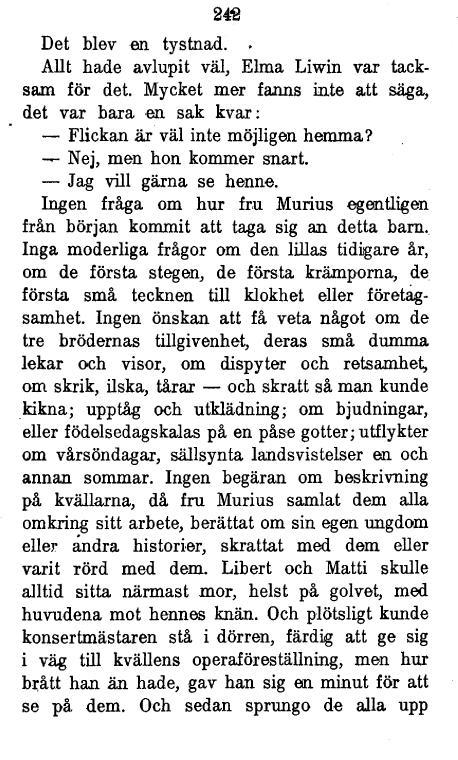 242
Det blev en tystnad.
Allt hade avlupit väl, Elma Liwin var tack-
sam för det. Mycket mer fanns inte att säga,
det var bara en sak kvar:
— Flickan är väl inte möjligen hemma?
— Nej, men hon kommer snart.
— Jag vill gärna se henne.
Ingen fråga om hur fru Murius egentligen
från början kommit att taga sig an detta barn.
Inga moderliga frågor om den lillas tidigare år,
om de första stegen, de första krämporna, de
första små tecknen till klokhet eller företag-
samhet. Ingen önskan att få veta något om de
tre brödernas tillgivenhet, deras små dumma
lekar och visor, om dispyter och retsamhet,
om skrik, ilska, tårar — och skratt så man kunde
kikna; upptåg och utklädning; om bjudningar,
eller födelsedagskalas på en påse gotter; utflykter
om vårsöndagar, sällsynta landsvistelser en och
annan sommar. Ingen begäran om beskrivning
på kvällarna, då fru Murius samlat dem alla
omkring sitt arbete, berättat om sin egen ungdom
eller andra historier, skrattat med dem eller
varit rörd med dem. Libert och Matti skulle
alltid sitta närmast mor, helst på golvet, med
huvudena mot hennes knän. Och plötsligt kunde
konsertmästaren stå i dörren, färdig att ge sig
i väg till kvällens operaföreställning, men hur
brått han än hade, gav han sig en minut för att
se på dem. Och sedan sprungo de alla upp